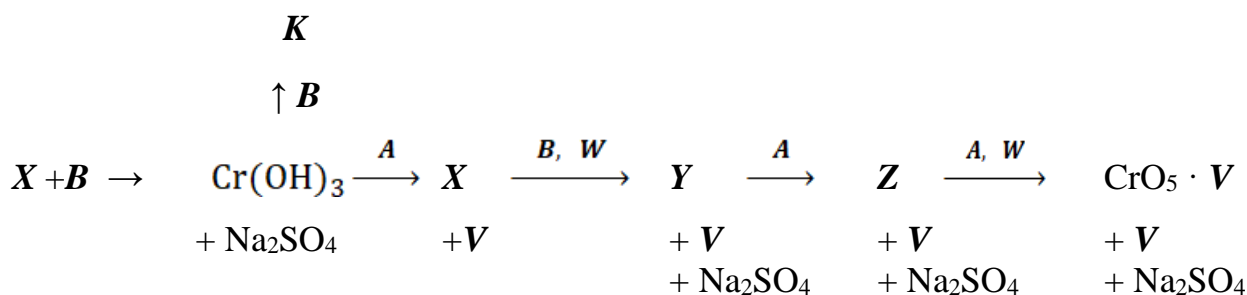 K
↑ B
X +B → Cr(OH)₃ —A→ X —B, W→ Y —A→ Z —A, W→ CrO₅ · V
+ Na₂SO₄ +V + V + V + V
+ Na₂SO₄ + Na₂SO₄ + Na₂SO₄